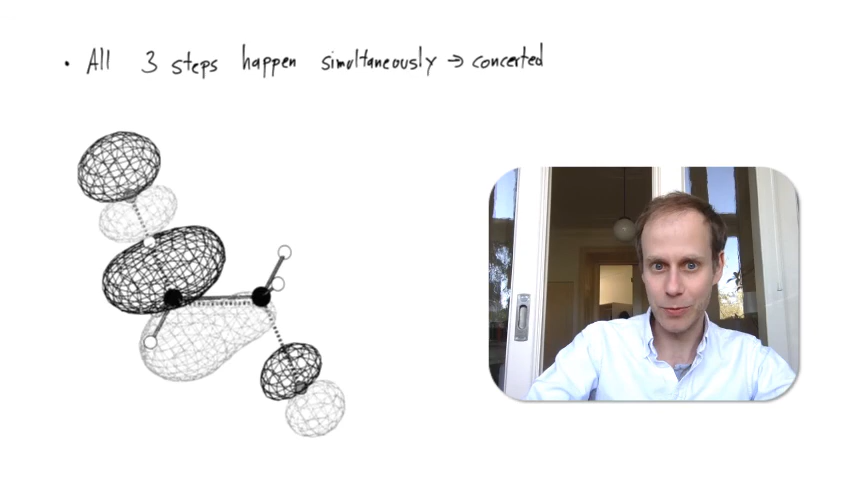 • All 3 steps happen simultaneously → concerted